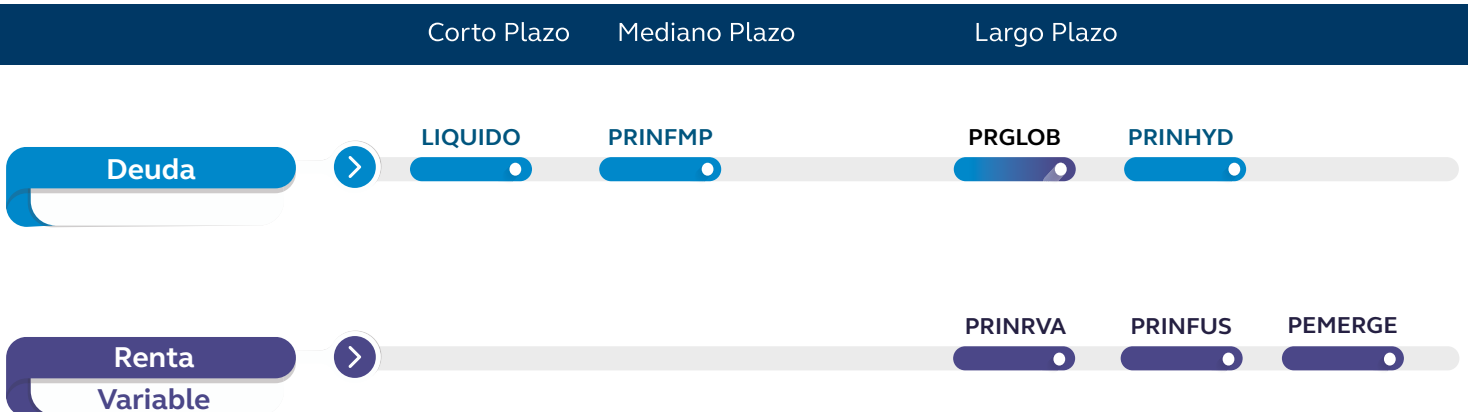 Corto Plazo Mediano Plazo Largo Plazo
LIQUIDO PRINFMP PRGLOB PRINHYD
Deuda
PRINRVA PRINFUS PEMERGE
Renta
Variable